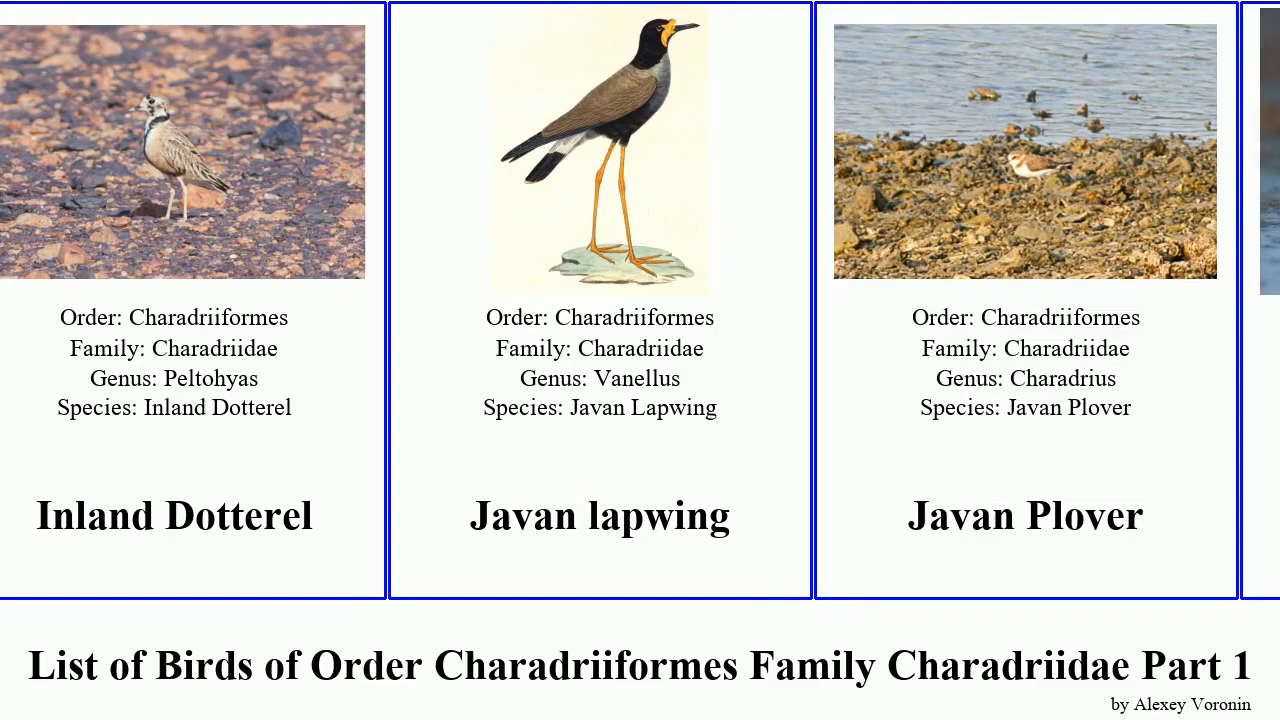 Order: Charadriiformes
Family: Charadriidae
Genus: Peltohyas
Species: Inland Dotterel
Inland Dotterel
Order: Charadriiformes
Family: Charadriidae
Genus: Vanellus
Species: Javan Lapwing
Javan lapwing
Order: Charadriiformes
Family: Charadriidae
Genus: Charadrius
Species: Javan Plover
Javan Plover
List of Birds of Order Charadriiformes Family Charadriidae Part 1
by Alexey Voronin